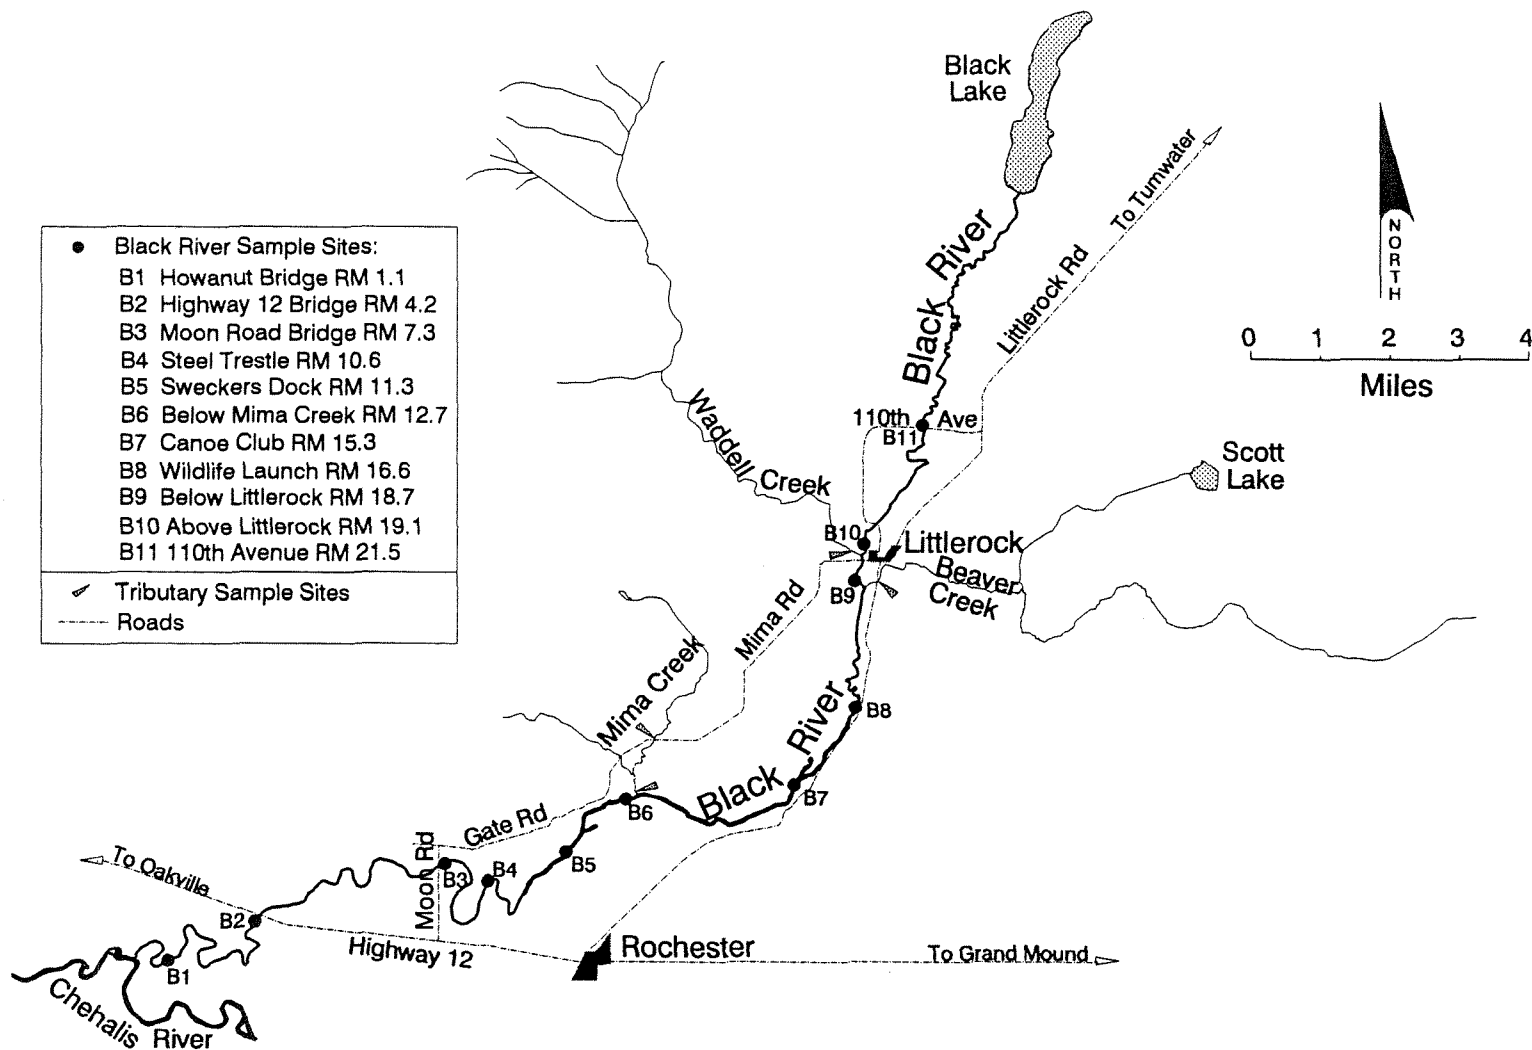 Black
Lake
To Tumwater
Littlerock Rd
Black River
NORTH
0 1 2 3 4
Miles
Black River Sample Sites:
B1 Howanut Bridge RM 1.1
B2 Highway 12 Bridge RM 4.2
B3 Moon Road Bridge RM 7.3
B4 Steel Trestle RM 10.6
B5 Sweckers Dock RM 11.3
B6 Below Mima Creek RM 12.7
B7 Canoe Club RM 15.3
B8 Wildlife Launch RM 16.6
B9 Below Littlerock RM 18.7
B10 Above Littlerock RM 19.1
B11 110th Avenue RM 21.5
Tributary Sample Sites
Roads
110th Ave
B11
Waddell Creek
Scott
Lake
B10
Littlerock
Beaver
Creek
B9
Mima Rd
Mima Creek
B8
Black River
B7
B6
Gate Rd
B5
Moon Rd
B3
B4
To Oakville
B2
Highway 12
Rochester
To Grand Mound
B1
Chehalis
River